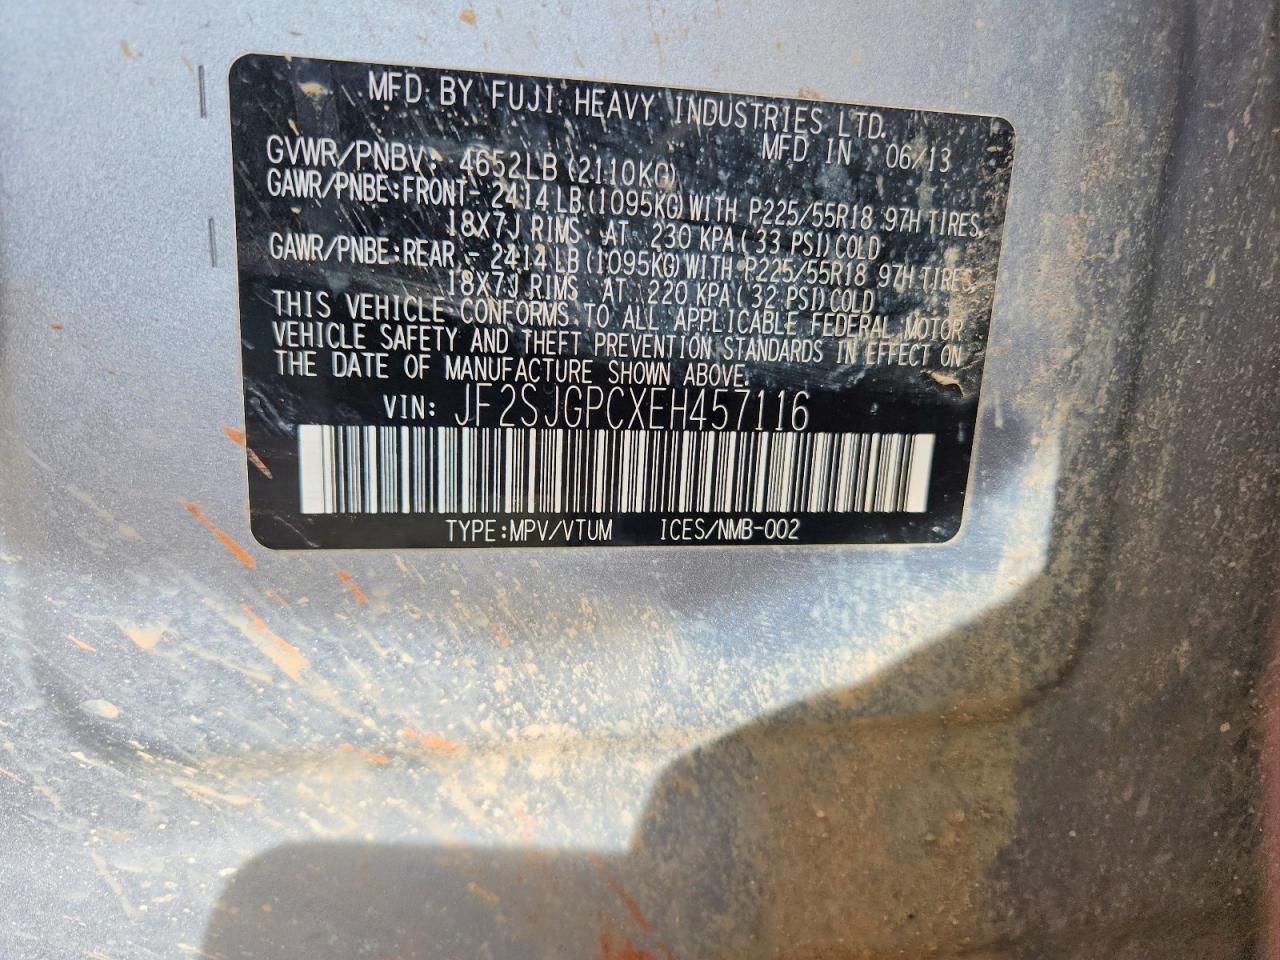 MFD. BY FUJI HEAVY INDUSTRIES LTD.
MFD IN 06/13
GVWR/PNBV: 4652LB (2110KG)
GAWR/PNBE:FRONT- 2414LB(1095KG)WITH P225/55R18 97H TIRES,
18X7J RIMS AT 230 KPA(33 PSI)COLD
GAWR/PNBE:REAR - 2414LB(1095KG)WITH P225/55R18 97H TIRES,
18X7J RIMS AT 220 KPA(32 PSI)COLD
THIS VEHICLE CONFORMS TO ALL APPLICABLE FEDERAL MOTOR
VEHICLE SAFETY AND THEFT PREVENTION STANDARDS IN EFFECT ON
THE DATE OF MANUFACTURE SHOWN ABOVE.
VIN: JF2SJGPCXEH457116
TYPE:MPV/VTUM ICES/NMB-002